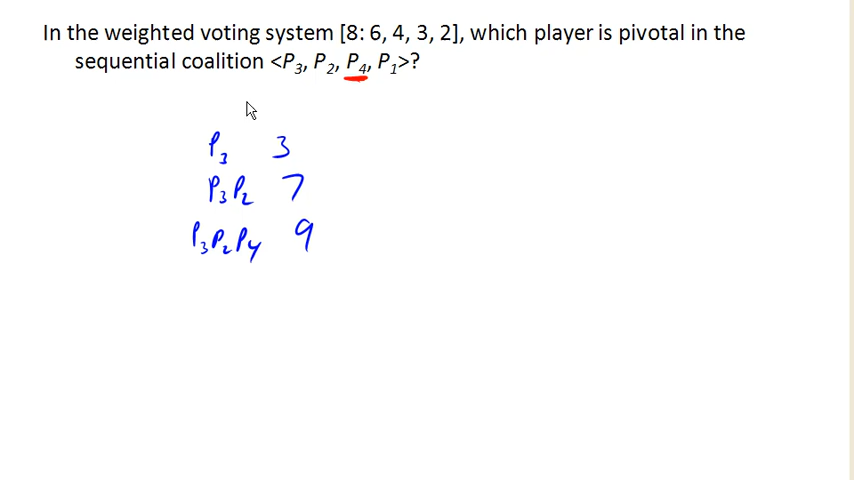 In the weighted voting system [8: 6, 4, 3, 2], which player is pivotal in the
sequential coalition <P3, P2, P4, P1>?
P3 3
P3P2 7
P3P2P4 9